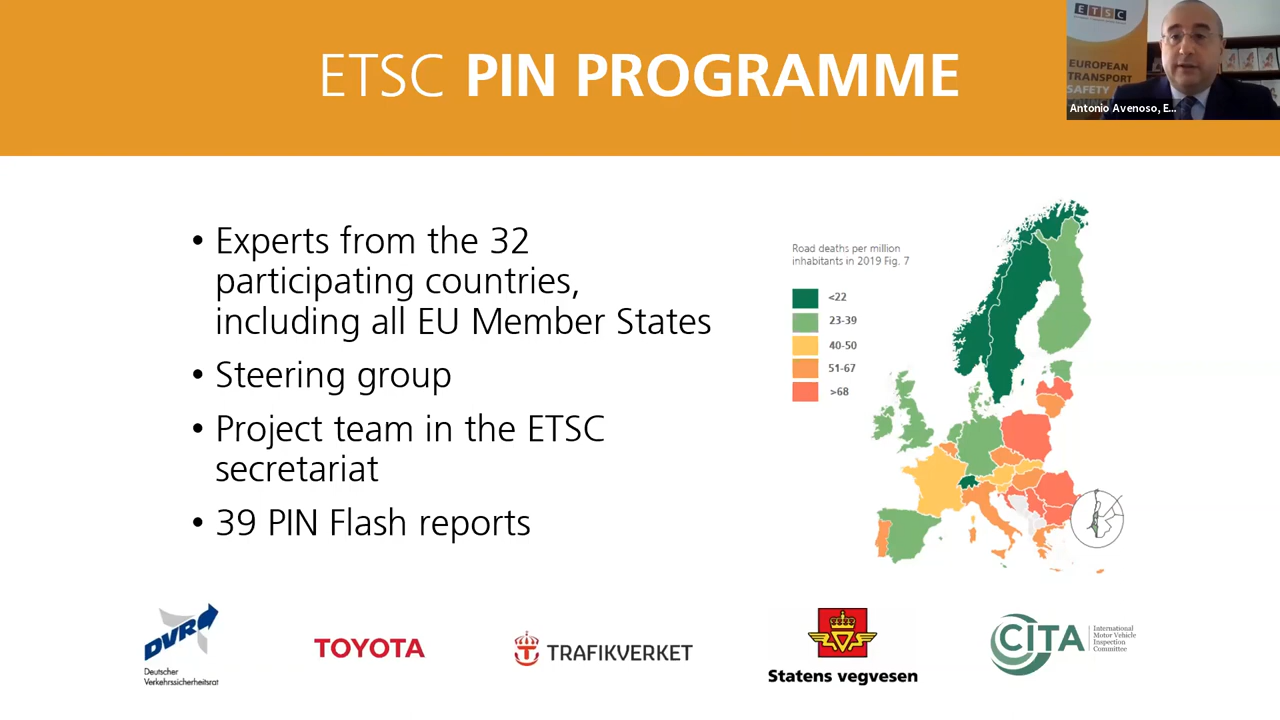 ETSC PIN PROGRAMME
ETSC
EUROPEAN
TRANSPORT
SAFETY
Antonio Avenoso, E...
• Experts from the 32
participating countries,
including all EU Member States
• Steering group
• Project team in the ETSC
secretariat
• 39 PIN Flash reports
Road deaths per million
inhabitants in 2019 Fig. 7
<22
23-39
40-50
51-67
>68
DVR
Deutscher
Verkehrssicherheitsrat
TOYOTA
TRAFIKVERKET
Statens vegvesen
CITA
International
Motor Vehicle
Inspection
Committee